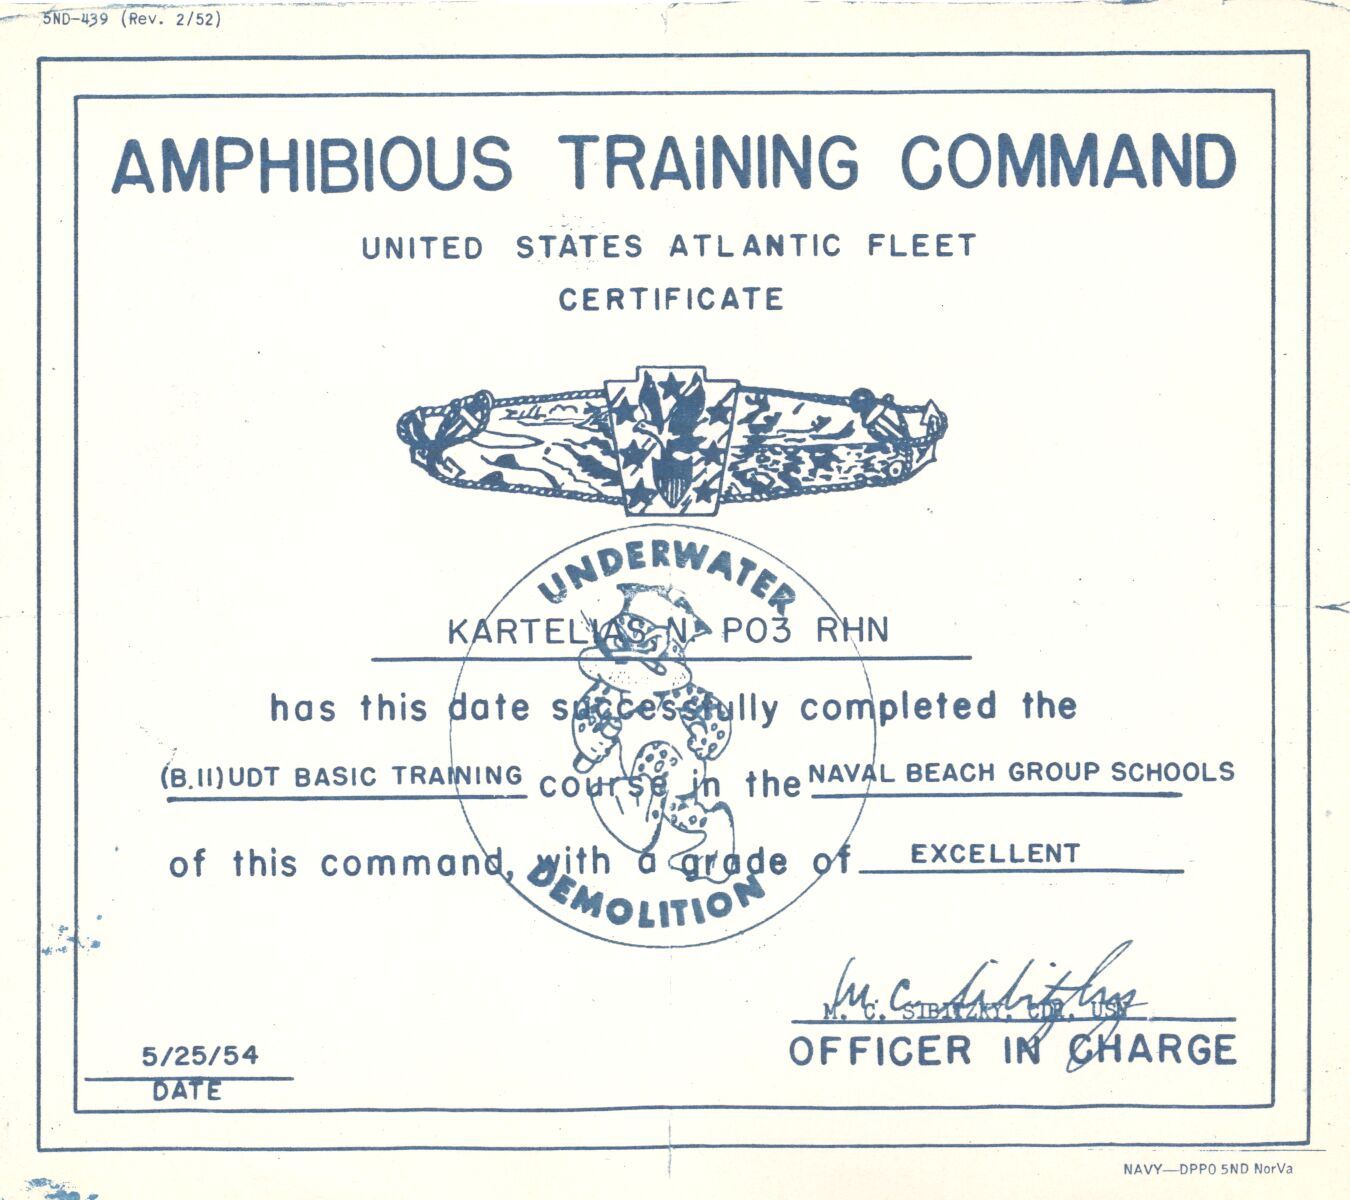 5ND-439 (Rev. 2/52)
AMPHIBIOUS TRAINING COMMAND
UNITED STATES ATLANTIC FLEET
CERTIFICATE
UNDERWATER
KARTELIAS N. PO3 RHN
has this date successfully completed the
(B.11) UDT BASIC TRAINING course in the NAVAL BEACH GROUP SCHOOLS
of this command, with a grade of EXCELLENT
DEMOLITION
M. C. Sibitzky
M. C. SIBITZKY, CDR, USN
OFFICER IN CHARGE
5/25/54
DATE
NAVY—DPPO 5ND NorVa